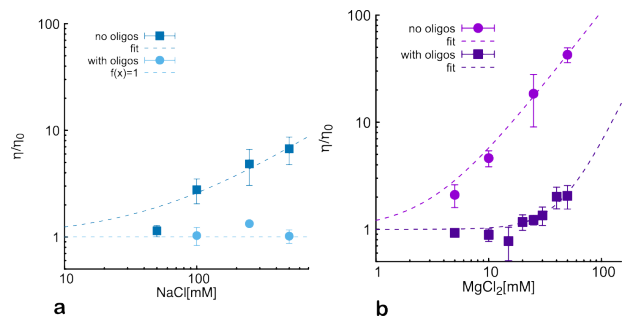 no oligos
fit
with oligos
f(x)=1
η/η0
100
10
1
10
100
NaCl[mM]
a
no oligos
fit
with oligos
fit
η/η0
100
10
1
1
10
100
MgCl2[mM]
b